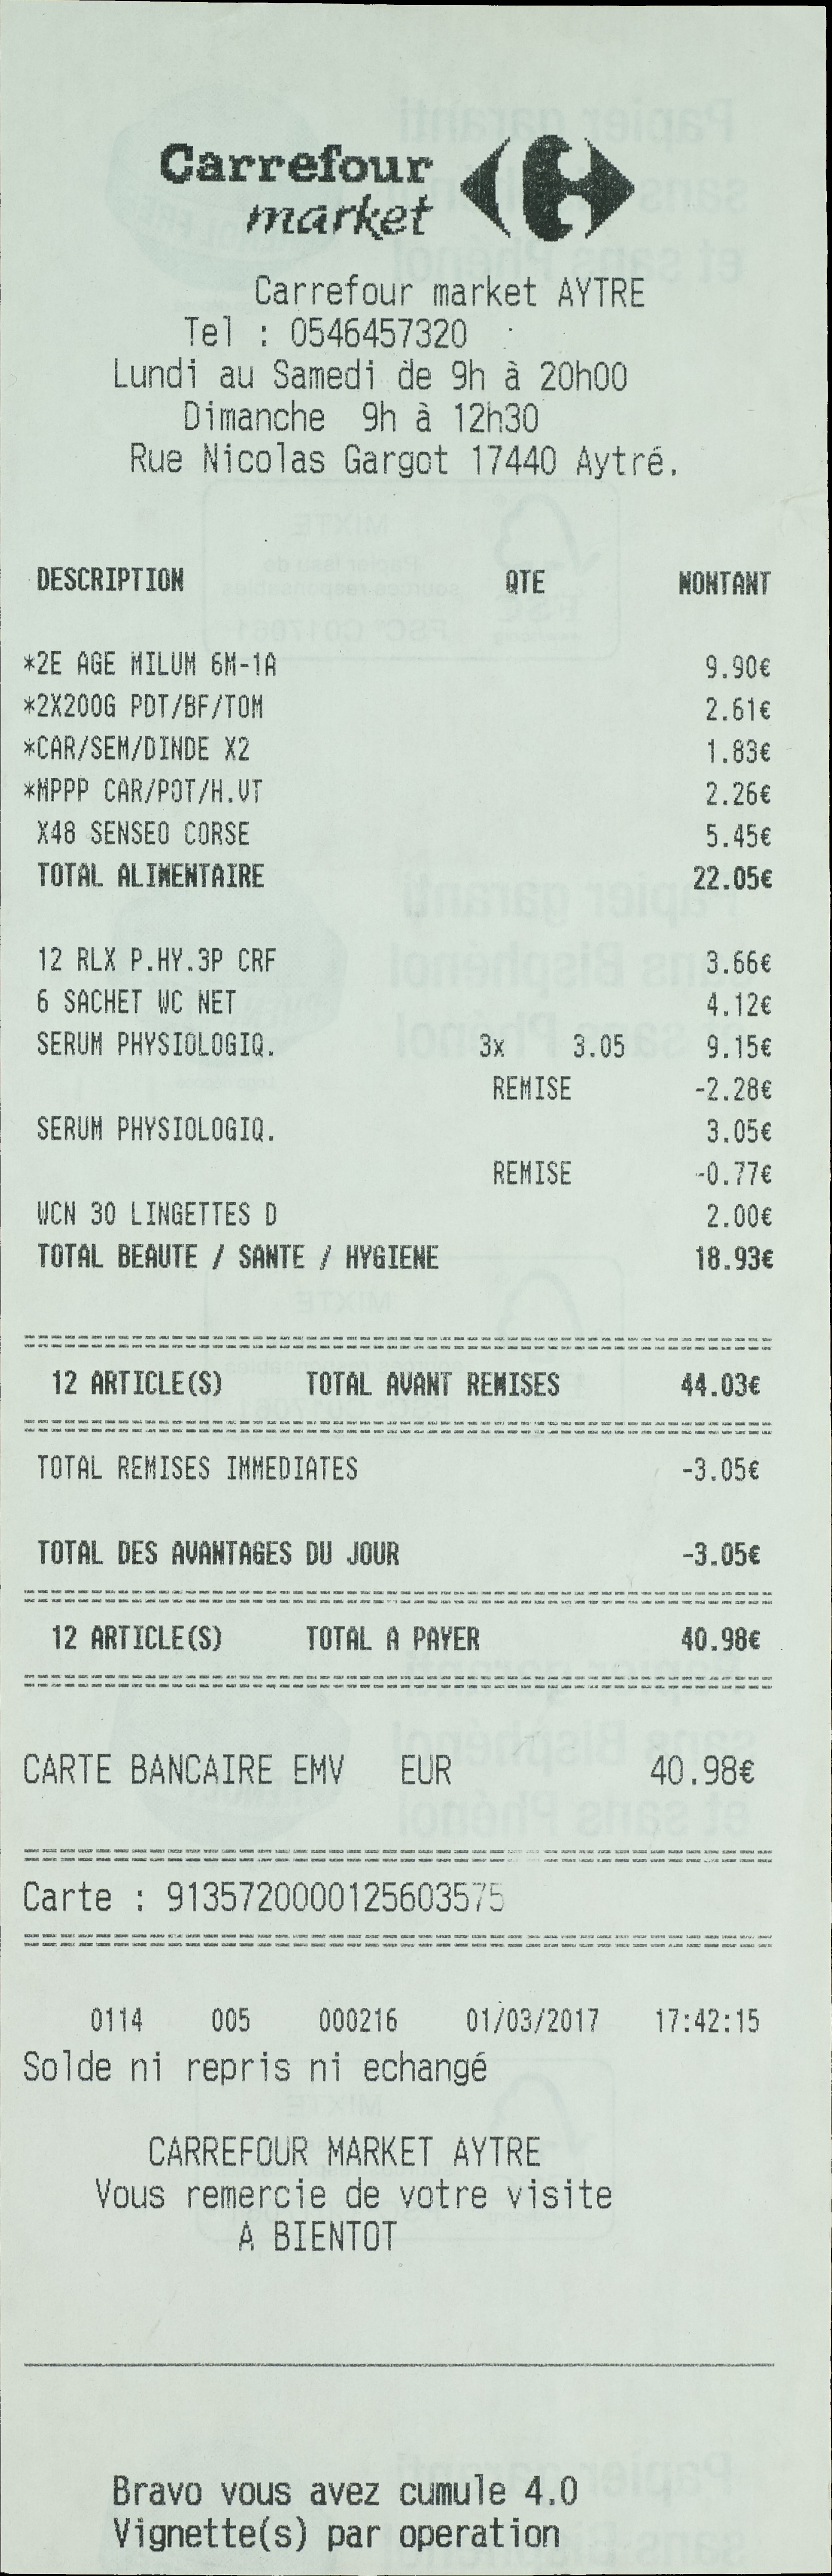 Carrefour
market
Carrefour market AYTRE
Tel : 0546457320
Lundi au Samedi de 9h à 20h00
Dimanche 9h à 12h30
Rue Nicolas Gargot 17440 Aytré.
DESCRIPTION QTE MONTANT
*2E AGE MILUM 6M-1A 9.90€
*2X200G PDT/BF/TOM 2.61€
*CAR/SEM/DINDE X2 1.83€
*MPPP CAR/POT/H.VT 2.26€
X48 SENSEO CORSE 5.45€
TOTAL ALIMENTAIRE 22.05€
12 RLX P.HY.3P CRF 3.66€
6 SACHET WC NET 4.12€
SERUM PHYSIOLOGIQ. 3x 3.05 9.15€
REMISE -2.28€
SERUM PHYSIOLOGIQ. 3.05€
REMISE -0.77€
WCN 30 LINGETTES D 2.00€
TOTAL BEAUTE / SANTE / HYGIENE 18.93€
12 ARTICLE(S) TOTAL AVANT REMISES 44.03€
TOTAL REMISES IMMEDIATES -3.05€
TOTAL DES AVANTAGES DU JOUR -3.05€
12 ARTICLE(S) TOTAL A PAYER 40.98€
CARTE BANCAIRE EMV EUR 40.98€
Carte : 9135720000125603575
0114 005 000216 01/03/2017 17:42:15
Solde ni repris ni echangé
CARREFOUR MARKET AYTRE
Vous remercie de votre visite
A BIENTOT
Bravo vous avez cumule 4.0
Vignette(s) par operation